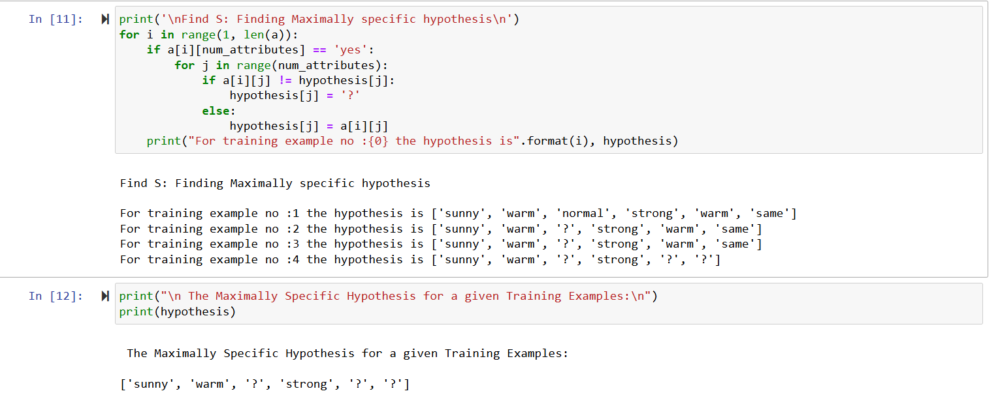 In [11]:
print('\nFind S: Finding Maximally specific hypothesis\n')
for i in range(1, len(a)):
    if a[i][num_attributes] == 'yes':
        for j in range(num_attributes):
            if a[i][j] != hypothesis[j]:
                hypothesis[j] = '?'
            else:
                hypothesis[j] = a[i][j]
    print("For training example no :{0} the hypothesis is".format(i), hypothesis)
Find S: Finding Maximally specific hypothesis
For training example no :1 the hypothesis is ['sunny', 'warm', 'normal', 'strong', 'warm', 'same']
For training example no :2 the hypothesis is ['sunny', 'warm', '?', 'strong', 'warm', 'same']
For training example no :3 the hypothesis is ['sunny', 'warm', '?', 'strong', 'warm', 'same']
For training example no :4 the hypothesis is ['sunny', 'warm', '?', 'strong', '?', '?']
In [12]:
print("\n The Maximally Specific Hypothesis for a given Training Examples:\n")
print(hypothesis)
 The Maximally Specific Hypothesis for a given Training Examples:
['sunny', 'warm', '?', 'strong', '?', '?']